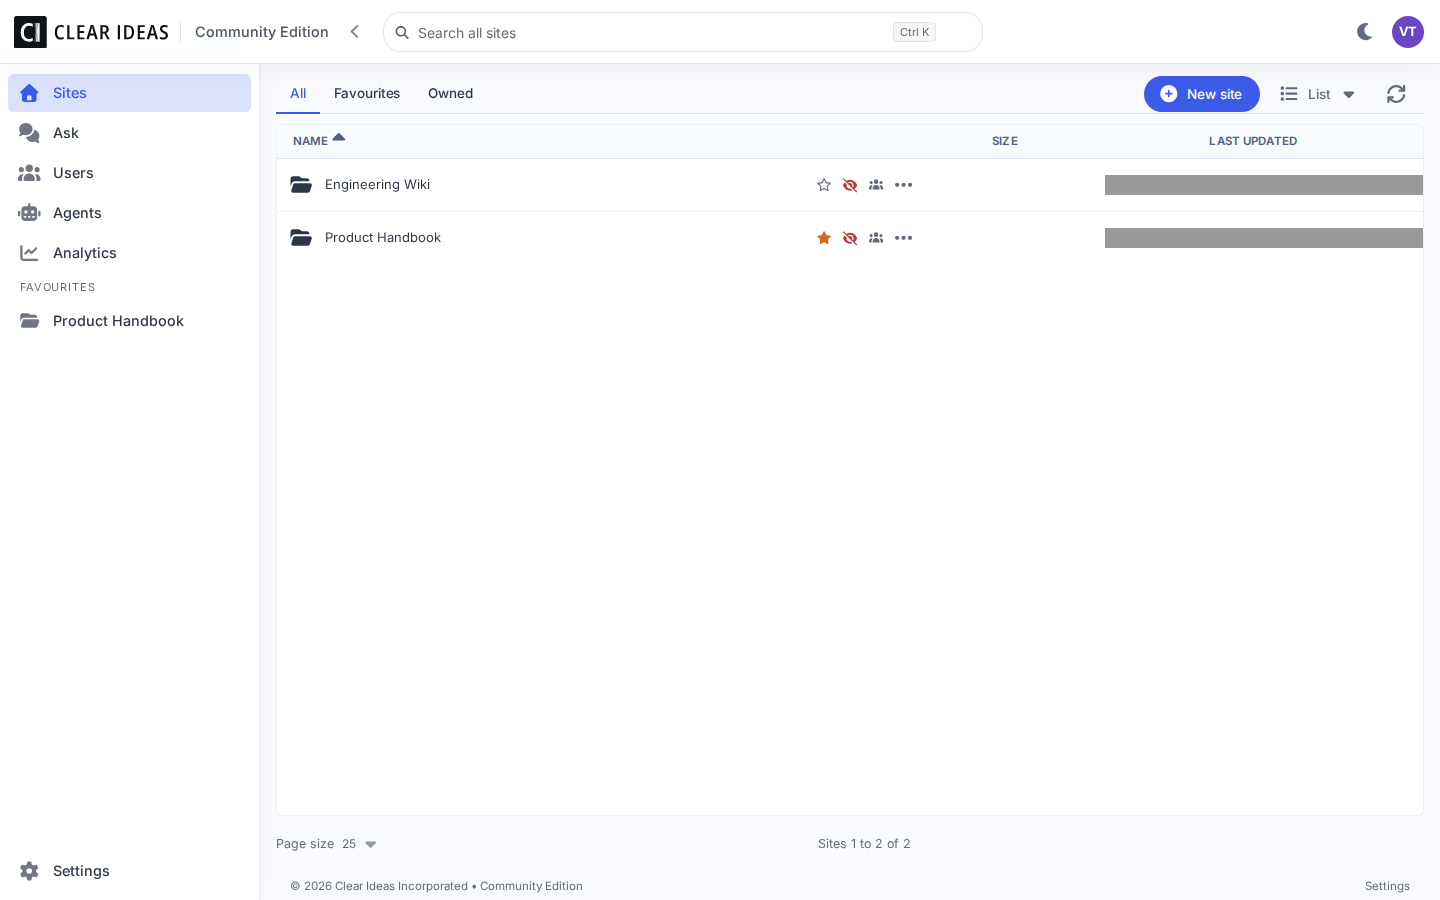 CI CLEAR IDEAS Community Edition Search all sites Ctrl K VT
Sites
Ask
Users
Agents
Analytics
FAVOURITES
Product Handbook
Settings
All Favourites Owned New site List
NAME SIZE LAST UPDATED
Engineering Wiki
Product Handbook
Page size 25 Sites 1 to 2 of 2
© 2026 Clear Ideas Incorporated • Community Edition Settings